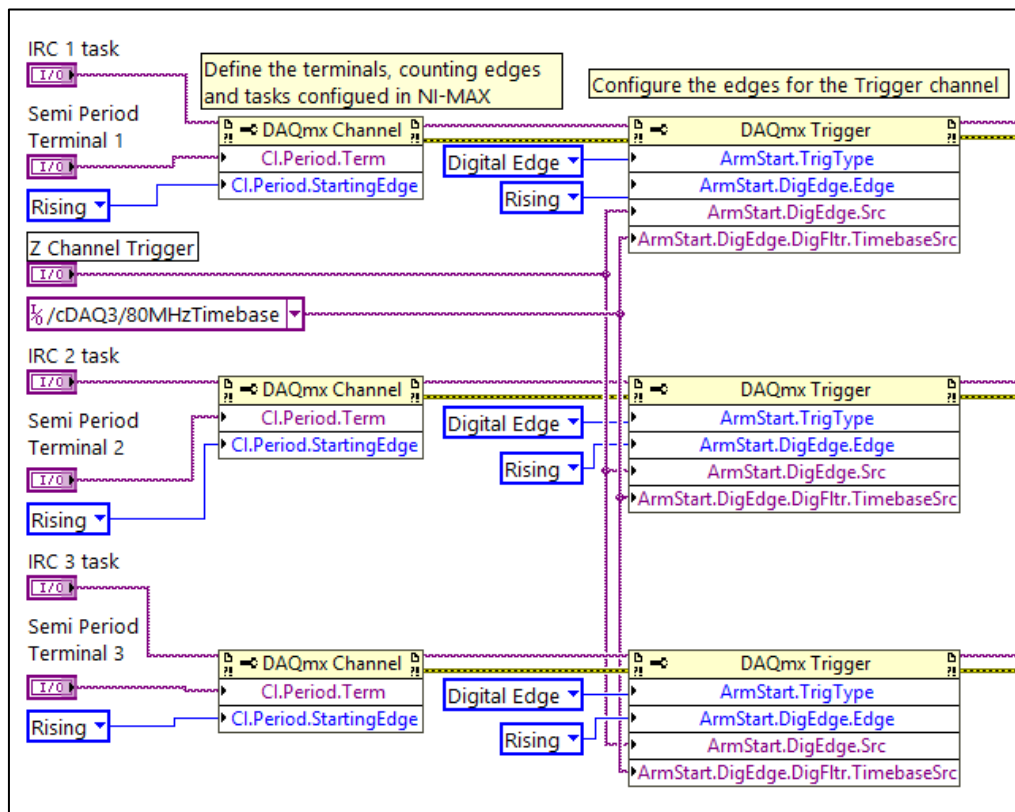 IRC 1 task
I/O
Define the terminals, counting edges
and tasks configued in NI-MAX
Configure the edges for the Trigger channel
Semi Period
Terminal 1
I/O
Rising
DAQmx Channel
CI.Period.Term
CI.Period.StartingEdge
Digital Edge
Rising
DAQmx Trigger
ArmStart.TrigType
ArmStart.DigEdge.Edge
ArmStart.DigEdge.Src
ArmStart.DigEdge.DigFltr.TimebaseSrc
Z Channel Trigger
I/O
I/O /cDAQ3/80MHzTimebase
IRC 2 task
I/O
Semi Period
Terminal 2
I/O
Rising
DAQmx Channel
CI.Period.Term
CI.Period.StartingEdge
Digital Edge
Rising
DAQmx Trigger
ArmStart.TrigType
ArmStart.DigEdge.Edge
ArmStart.DigEdge.Src
ArmStart.DigEdge.DigFltr.TimebaseSrc
IRC 3 task
I/O
Semi Period
Terminal 3
I/O
Rising
DAQmx Channel
CI.Period.Term
CI.Period.StartingEdge
Digital Edge
Rising
DAQmx Trigger
ArmStart.TrigType
ArmStart.DigEdge.Edge
ArmStart.DigEdge.Src
ArmStart.DigEdge.DigFltr.TimebaseSrc